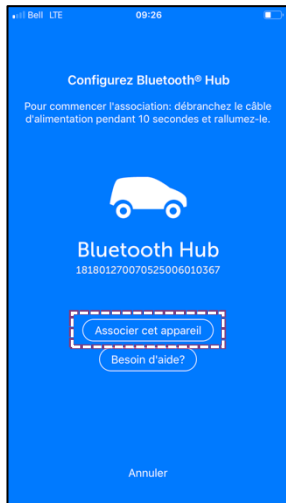 Bell LTE 09:26
Configurez Bluetooth® Hub
Pour commencer l'association: débranchez le câble
d'alimentation pendant 10 secondes et rallumez-le.
Bluetooth Hub
181801270070525006010367
Associer cet appareil
Besoin d'aide?
Annuler